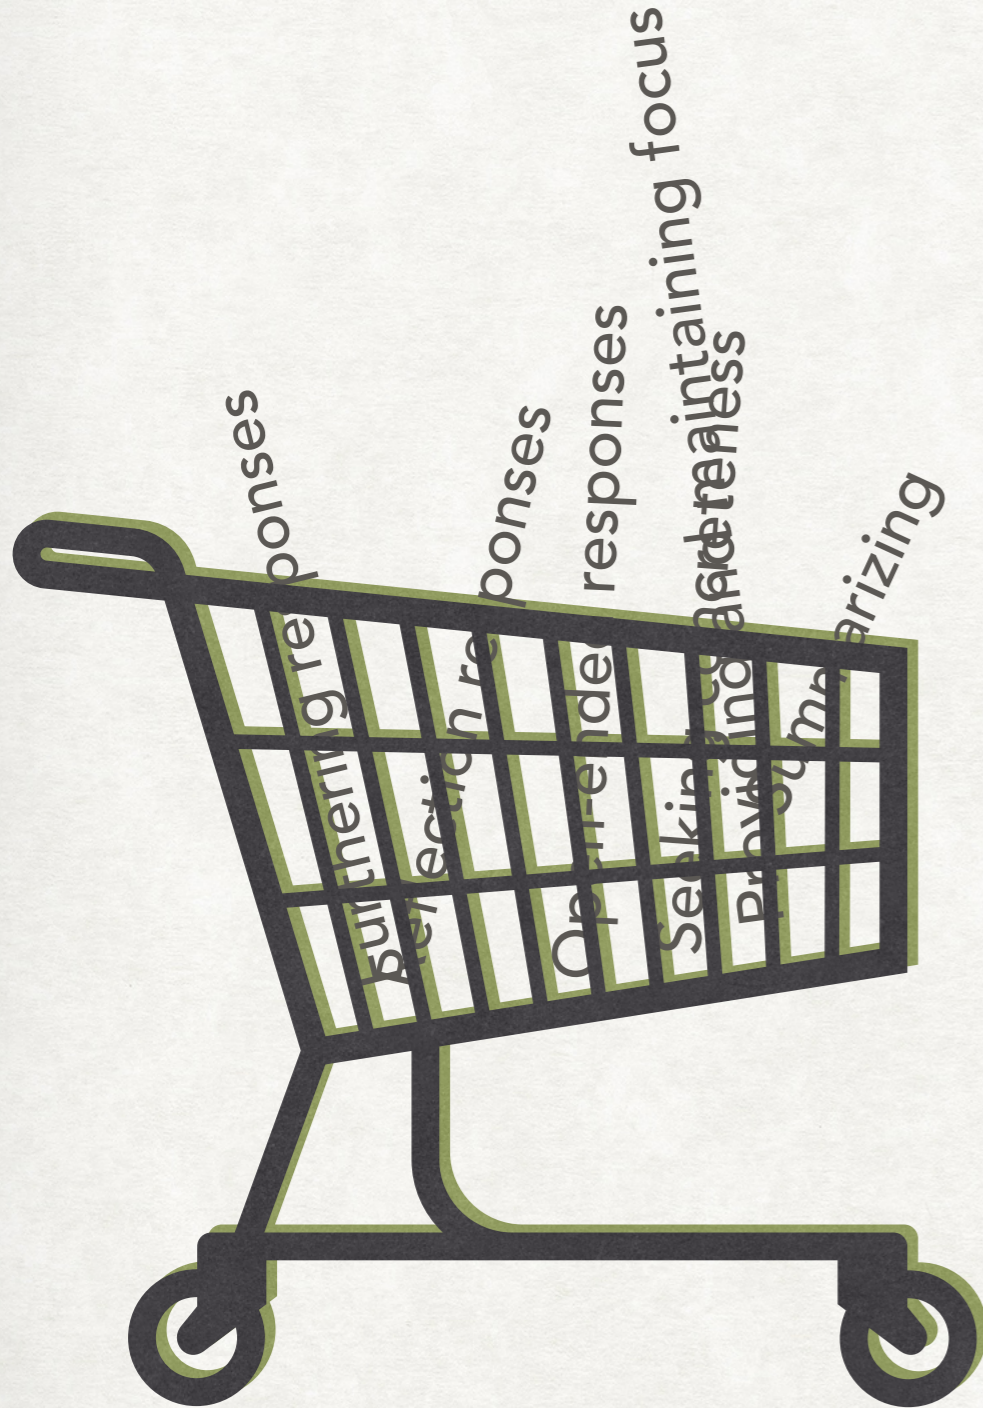 Furthering responses
Reflection responses
Open-ended responses
Seeking concreteness
Providing and maintaining focus
Summarizing